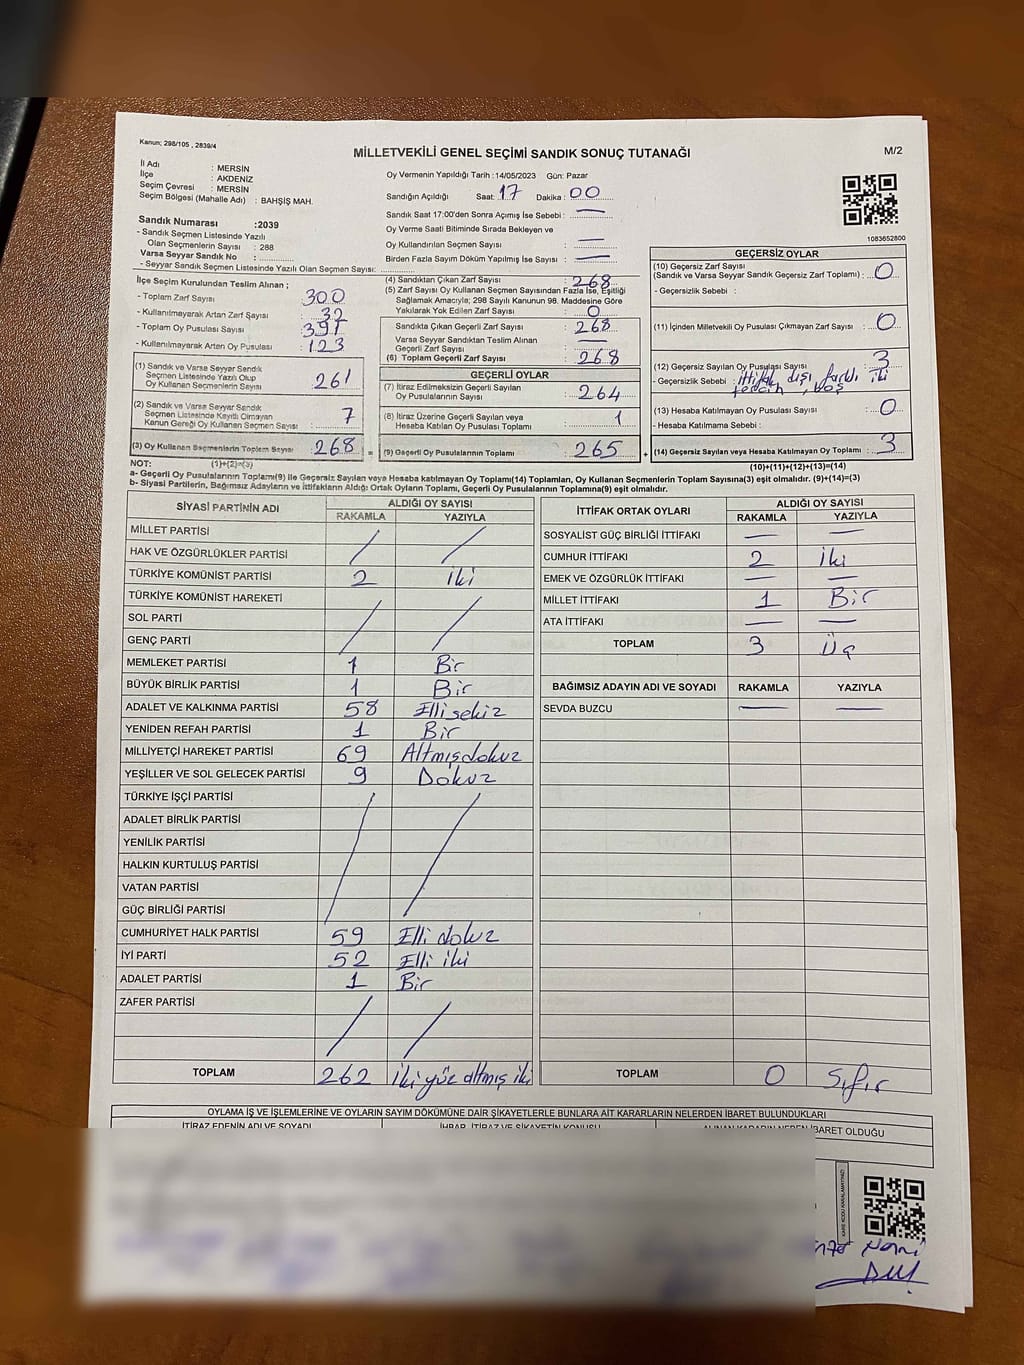 Kanun; 298/105 , 2839/4
MİLLETVEKİLİ GENEL SEÇİMİ SANDIK SONUÇ TUTANAĞI
M/2
İl Adı : MERSİN
İlçe : AKDENİZ
Seçim Çevresi : MERSİN
Seçim Bölgesi (Mahalle Adı) : BAHŞİŞ MAH.
Sandık Numarası :2039
- Sandık Seçmen Listesinde Yazılı
Olan Seçmenlerin Sayısı : 288
Varsa Seyyar Sandık No :
- Seyyar Sandık Seçmen Listesinde Yazılı Olan Seçmen Sayısı:
Oy Vermenin Yapıldığı Tarih :14/05/2023 Gün: Pazar
Sandığın Açıldığı Saat: 17 Dakika : 00
Sandık Saat 17:00'den Sonra Açımış İse Sebebi : —
Oy Verme Saati Bitiminde Sırada Bekleyen ve
Oy Kullandırılan Seçmen Sayısı : —
Birden Fazla Sayım Döküm Yapılmış İse Sayısı : —
1083652800
İlçe Seçim Kurulundan Teslim Alınan ;
- Toplam Zarf Sayısı : 300
- Kullanılmayarak Artan Zarf Sayısı : 32
- Toplam Oy Pusulası Sayısı : 391
- Kullanılmayarak Arten Oy Pusulası : 123
(1) Sandık ve Varsa Seyyar Sandık
Seçmen Listesinde Yazılı Olup
Oy Kullanan Seçmenlerin Sayısı 261
(2) Sandık ve Varsa Seyyar Sandık
Seçmen Listesinde Kayıtlı Olmayan
Kanun Gereği Oy Kullanan Seçmen Sayısı 7
(3) Oy Kullanan Seçmenlerin Toplam Sayısı 268 =
(4) Sandıktan Çıkan Zarf Sayısı : 268
(5) Zarf Sayısı Oy Kullanan Seçmen Sayısından Fazla İse, Eşitliği
Sağlamak Amacıyla; 298 Sayılı Kanunun 98. Maddesine Göre
Yakılarak Yok Edilen Zarf Sayısı : 0
Sandıkta Çıkan Geçerli Zarf Sayısı : 268
Varsa Seyyar Sandıktan Teslim Alınan
Geçerli Zarf Sayısı : —
(6) Toplam Geçerli Zarf Sayısı : 268
GEÇERLİ OYLAR
(7) İtiraz Edilmeksizin Geçerli Sayılan
Oy Pusulalarının Sayısı : 264
(8) İtiraz Üzerine Geçerli Sayılan veya
Hesaba Katılan Oy Pusulası Toplamı : 1
(9) Geçerli Oy Pusulalarının Toplamı : 265 +
GEÇERSİZ OYLAR
(10) Geçersiz Zarf Sayısı
(Sandık ve Varsa Seyyar Sandık Geçersiz Zarf Toplamı) : 0
- Geçersizlik Sebebi :
(11) İçinden Milletvekili Oy Pusulası Çıkmayan Zarf Sayısı : 0
(12) Geçersiz Sayılan Oy Pusulası Sayısı : 3
- Geçersizlik Sebebi : ittifak dışı farklı iki
tercih, boş
(13) Hesaba Katılmayan Oy Pusulası Sayısı : 0
- Hesaba Katılmama Sebebi :
(14) Geçersiz Sayılan veya Hesaba Katılmayan Oy Toplamı : 3
NOT: (1)+(2)=(3)
(10)+(11)+(12)+(13)=(14)
a- Geçerli Oy Pusulalarının Toplamı(9) ile Geçersiz Sayılan veya Hesaba katılmayan Oy Toplamı(14) Toplamları, Oy Kullanan Seçmenlerin Toplam Sayısına(3) eşit olmalıdır. (9)+(14)=(3)
b- Siyasi Partilerin, Bağımsız Adayların ve İttifakların Aldığı Ortak Oyların Toplamı, Geçerli Oy Pusulalarının Toplamına(9) eşit olmalıdır.
SİYASİ PARTİNİN ADI ALDIĞI OY SAYISI
RAKAMLA YAZIYLA
MİLLET PARTİSİ
HAK VE ÖZGÜRLÜKLER PARTİSİ
TÜRKİYE KOMÜNİST PARTİSİ 2 iki
TÜRKİYE KOMÜNİST HAREKETİ
SOL PARTİ
GENÇ PARTİ
MEMLEKET PARTİSİ 1 Bir
BÜYÜK BİRLİK PARTİSİ 1 Bir
ADALET VE KALKINMA PARTİSİ 58 Elli sekiz
YENİDEN REFAH PARTİSİ 1 Bir
MİLLİYETÇİ HAREKET PARTİSİ 69 Altmış dokuz
YEŞİLLER VE SOL GELECEK PARTİSİ 9 Dokuz
TÜRKİYE İŞÇİ PARTİSİ
ADALET BİRLİK PARTİSİ
YENİLİK PARTİSİ
HALKIN KURTULUŞ PARTİSİ
VATAN PARTİSİ
GÜÇ BİRLİĞİ PARTİSİ
CUMHURİYET HALK PARTİSİ 59 Elli dokuz
İYİ PARTİ 52 Elli iki
ADALET PARTİSİ 1 Bir
ZAFER PARTİSİ
TOPLAM 262 iki yüz altmış iki
İTTİFAK ORTAK OYLARI ALDIĞI OY SAYISI
RAKAMLA YAZIYLA
SOSYALİST GÜÇ BİRLİĞİ İTTİFAKI — —
CUMHUR İTTİFAKI 2 iki
EMEK VE ÖZGÜRLÜK İTTİFAKI — —
MİLLET İTTİFAKI 1 Bir
ATA İTTİFAKI — —
TOPLAM 3 Üç
BAĞIMSIZ ADAYIN ADI VE SOYADI RAKAMLA YAZIYLA
SEVDA BUZCU — —
TOPLAM 0 Sıfır
OYLAMA İŞ VE İŞLEMLERİNE VE OYLARIN SAYIM DÖKÜMÜNE DAİR ŞİKAYETLERLE BUNLARA AİT KARARLARIN NELERDEN İBARET BULUNDUKLARI
İTİRAZ EDENİN ADI VE SOYADI İHBAR, İTİRAZ VE ŞİKAYETİN KONUSU ALINAN KARARIN NEDEN İBARET OLDUĞU